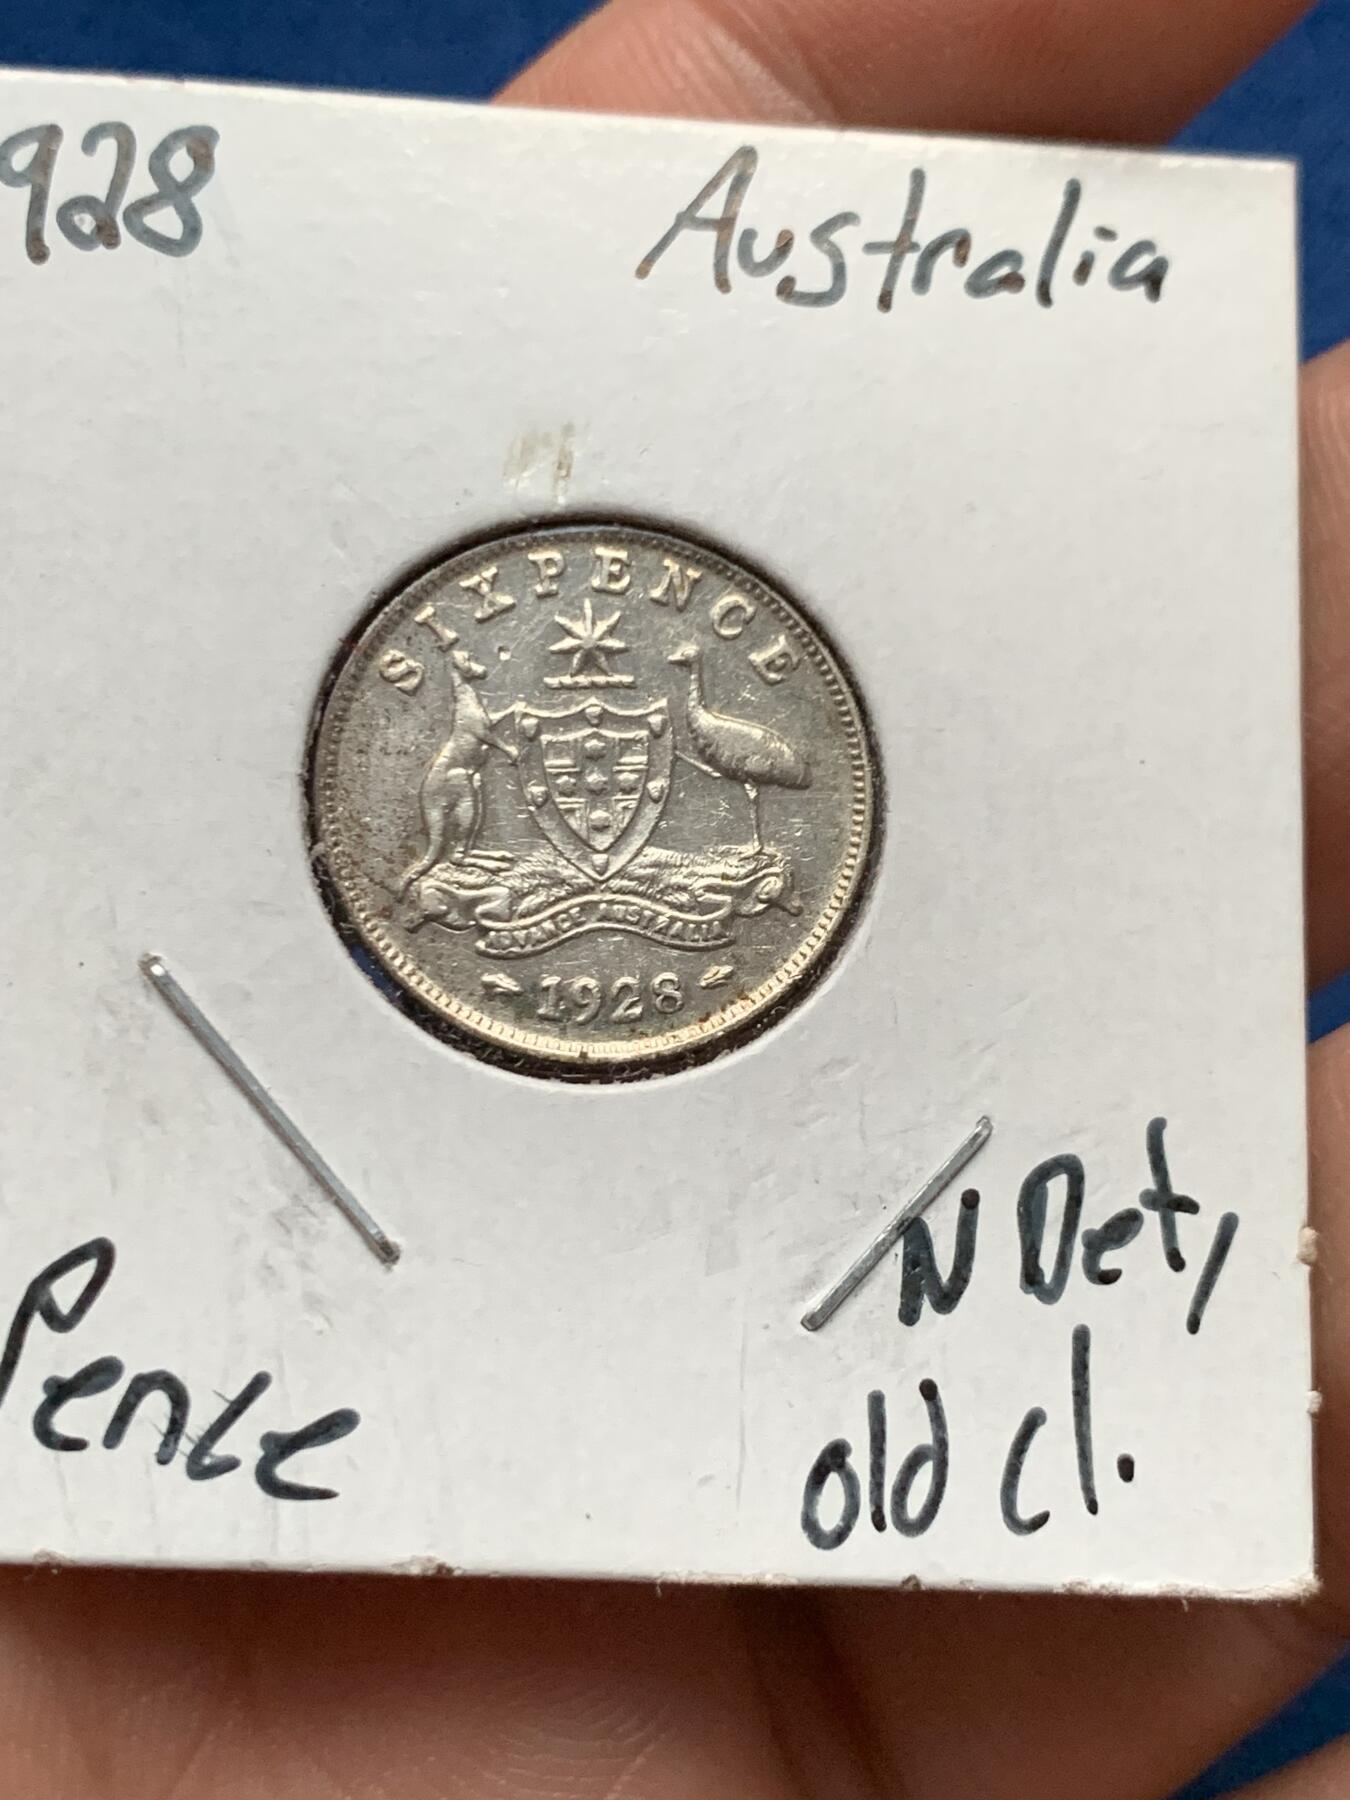 928 Australia
SIXPENCE
ADVANCE AUSTRALIA
1928
Pence
N Det,
old cl.